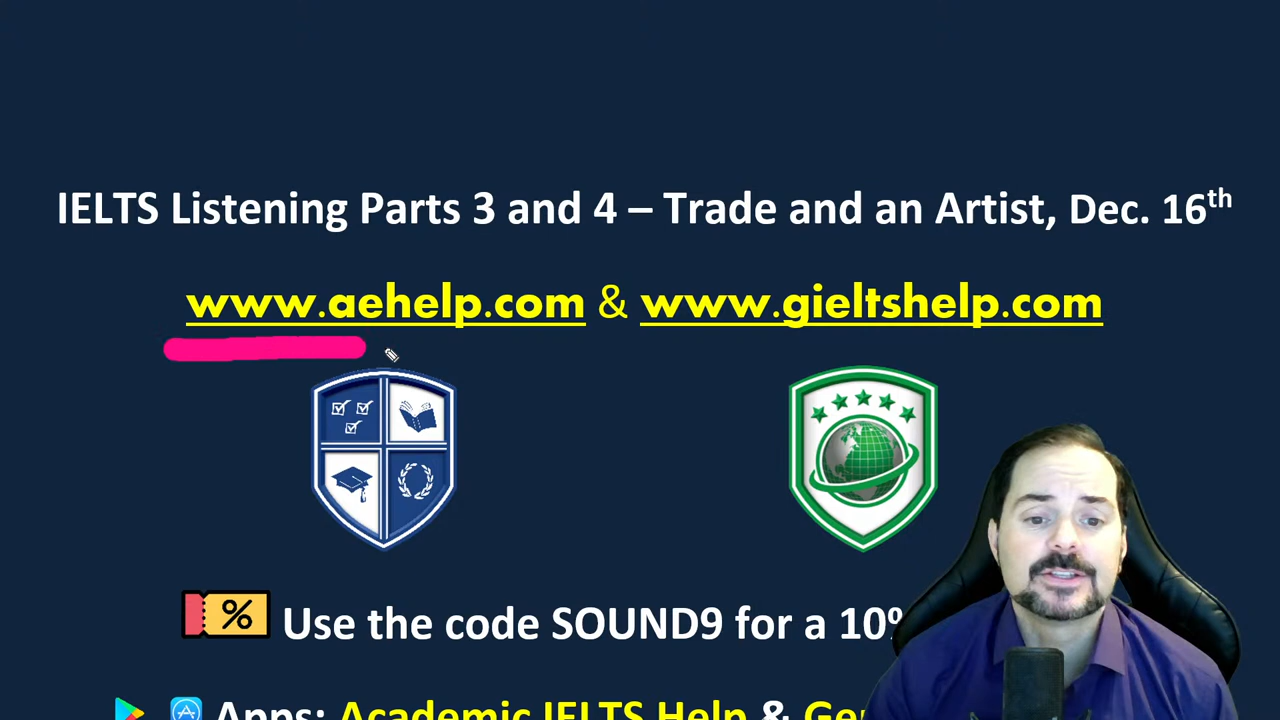 IELTS Listening Parts 3 and 4 – Trade and an Artist, Dec. 16th
www.aehelp.com & www.gieltshelp.com
% Use the code SOUND9 for a 10%
Apps: Academic IELTS Help &